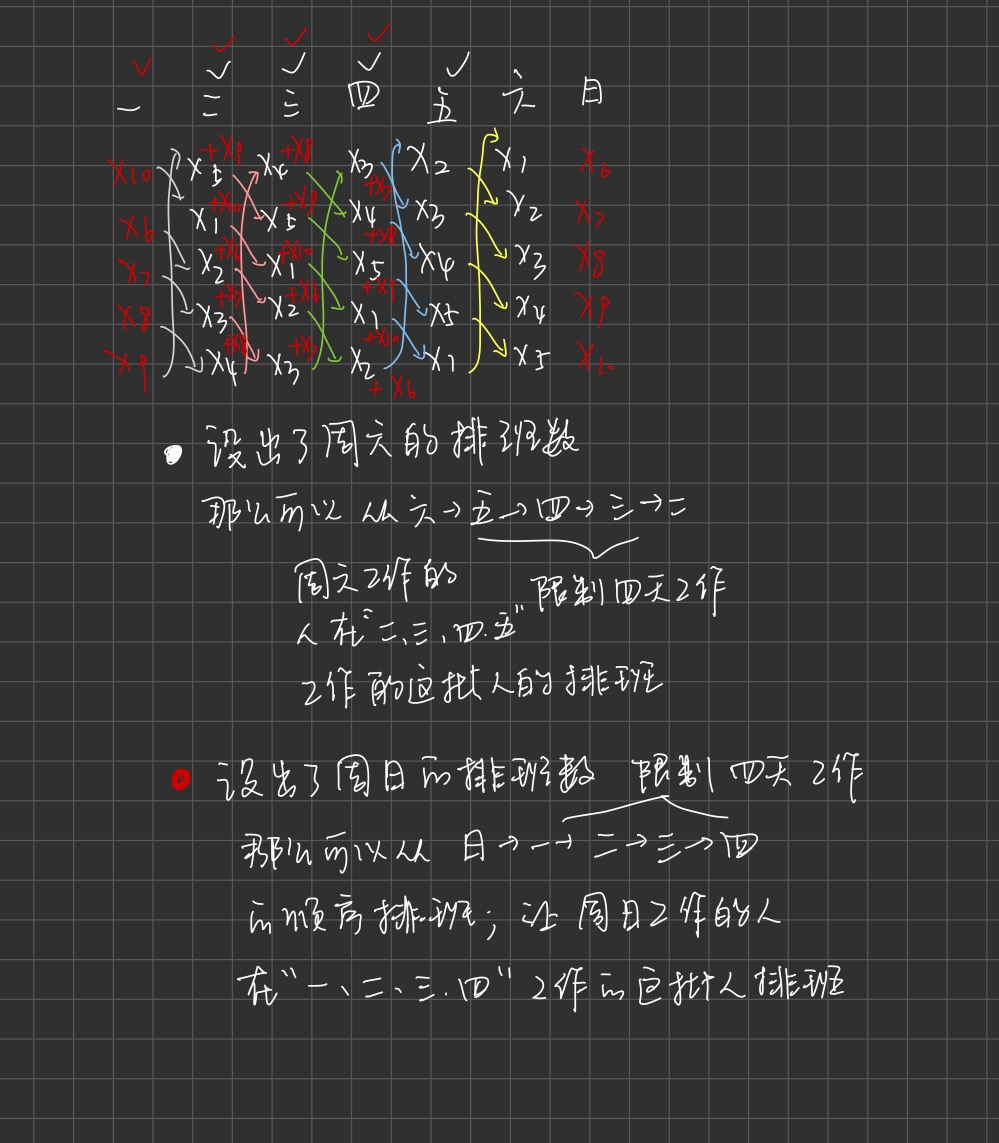 一 二 三 四 五 六 日
x10 x5 +x9 x4 +x8 x3 +x7 x2 x1 x6
x6 x1 +x10 x5 +x9 x4 +x8 x3 x2 x7
x7 x2 +x6 x1 +x10 x5 +x9 x4 x3 x8
x8 x3 +x7 x2 +x6 x1 +x10 x5 x4 x9
x9 x4 +x8 x3 +x7 x2 +x6 x1 x5 x10
设出了周六的排班数
那么可以从六→五→四→三→二
周六工作的 限制四天工作
人在"二、三、四、五"
工作的这批人的排班
设出了周日的排班数 限制四天工作
那么可以从 日→一→二→三→四
的顺序排班；让周日工作的人
在"一、二、三、四"工作的这批人排班